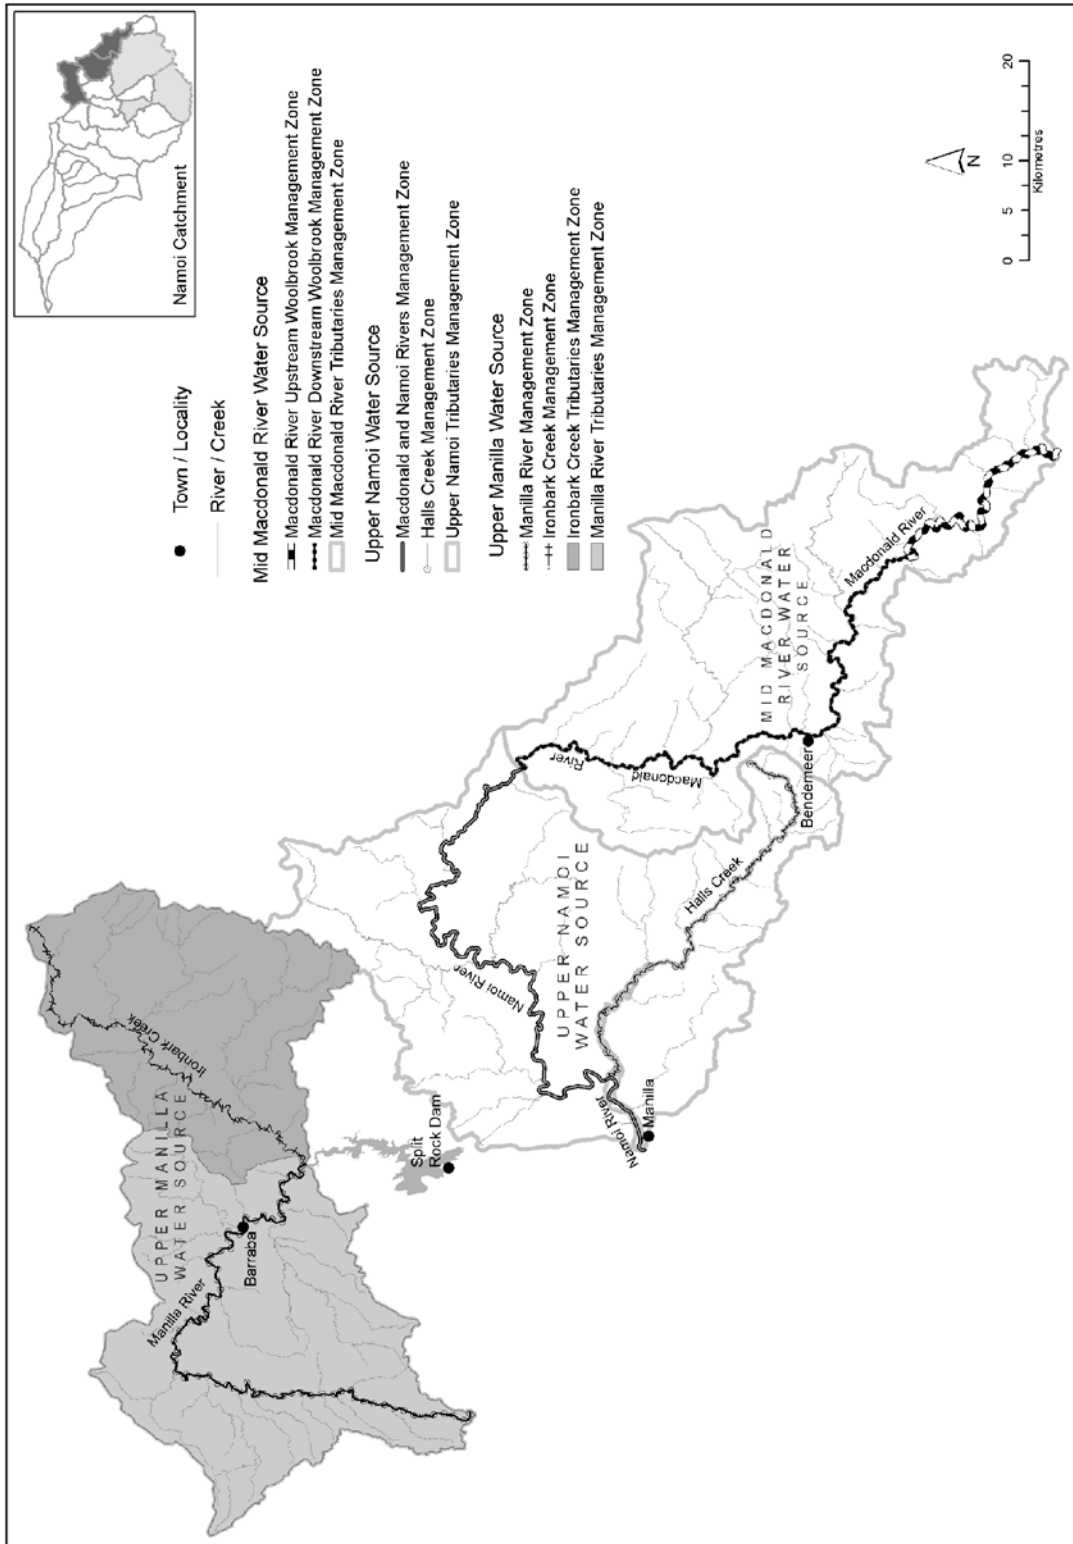 Namoi Catchment
Town / Locality
River / Creek
Mid Macdonald River Water Source
Macdonald River Upstream Woolbrook Management Zone
Macdonald River Downstream Woolbrook Management Zone
Mid Macdonald River Tributaries Management Zone
Upper Namoi Water Source
Macdonald and Namoi Rivers Management Zone
Halls Creek Management Zone
Upper Namoi Tributaries Management Zone
Upper Manilla Water Source
Manilla River Management Zone
Ironbark Creek Management Zone
Ironbark Creek Tributaries Management Zone
Manilla River Tributaries Management Zone
N
0 5 10 20
Kilometres
UPPER MANILLA
WATER SOURCE
Manilla River
Barraba
Ironbark Creek
Split
Rock Dam
Namoi River
Manilla
Namoi River
UPPER NAMOI
WATER SOURCE
Halls Creek
Macdonald
River
Bendemeer
MID MACDONALD
RIVER WATER
SOURCE
Macdonald River